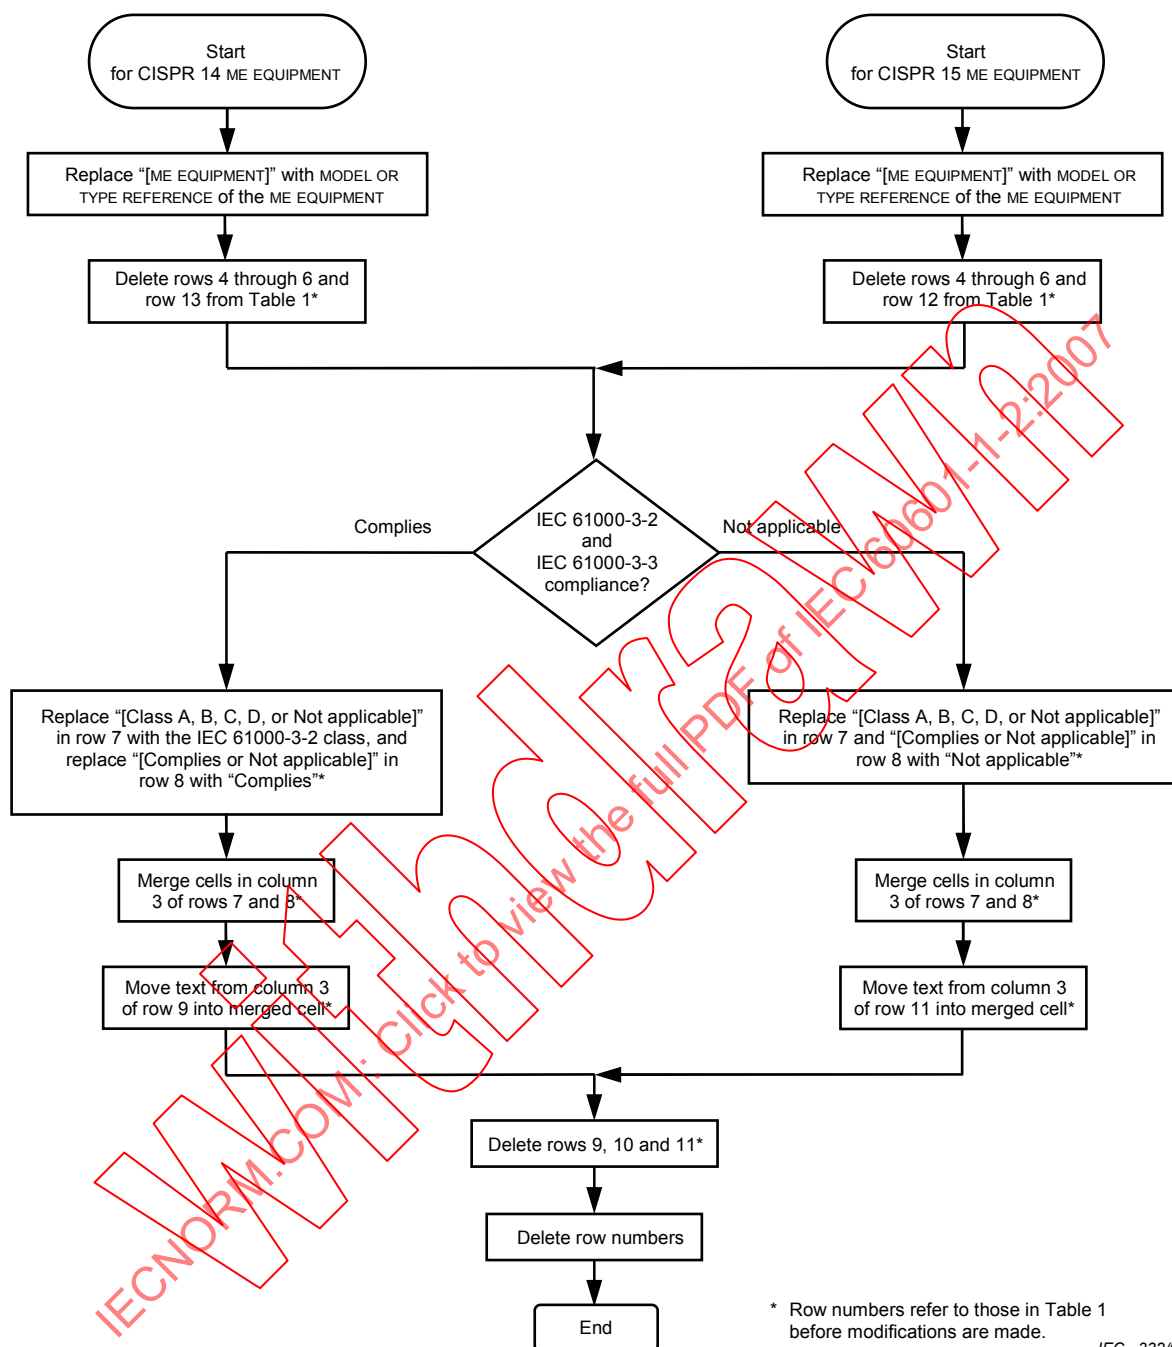 Start
for CISPR 14 ME EQUIPMENT
Start
for CISPR 15 ME EQUIPMENT
Replace “[ME EQUIPMENT]” with MODEL OR
TYPE REFERENCE of the ME EQUIPMENT
Replace “[ME EQUIPMENT]” with MODEL OR
TYPE REFERENCE of the ME EQUIPMENT
Delete rows 4 through 6 and
row 13 from Table 1*
Delete rows 4 through 6 and
row 12 from Table 1*
IEC 61000-3-2
and
IEC 61000-3-3
compliance?
Complies
Not applicable
Replace “[Class A, B, C, D, or Not applicable]”
in row 7 with the IEC 61000-3-2 class, and
replace “[Complies or Not applicable]” in
row 8 with “Complies”*
Replace “[Class A, B, C, D, or Not applicable]”
in row 7 and “[Complies or Not applicable]” in
row 8 with “Not applicable”*
Merge cells in column
3 of rows 7 and 8*
Merge cells in column
3 of rows 7 and 8*
Move text from column 3
of row 9 into merged cell*
Move text from column 3
of row 11 into merged cell*
Delete rows 9, 10 and 11*
Delete row numbers
End
* Row numbers refer to those in Table 1
before modifications are made.
Withdrawn
IECNORM.COM : Click to view the full PDF of IEC 60601-1-2:2007